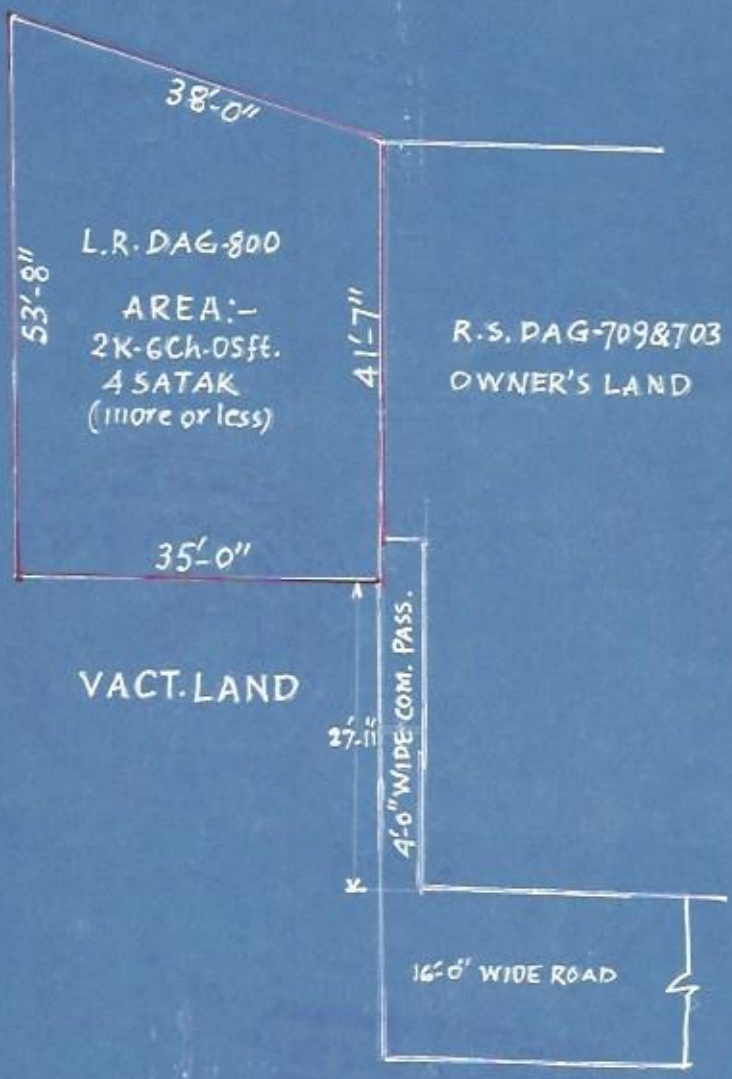 38'-0"
L.R. DAG-800
AREA:-
2K-6Ch-0Sft.
4 SATAK
(more or less)
53'-8"
41'-7"
35'-0"
R.S. DAG-709&703
OWNER'S LAND
VACT. LAND
27'-11
4'-0" WIDE COM. PASS.
16'-0" WIDE ROAD